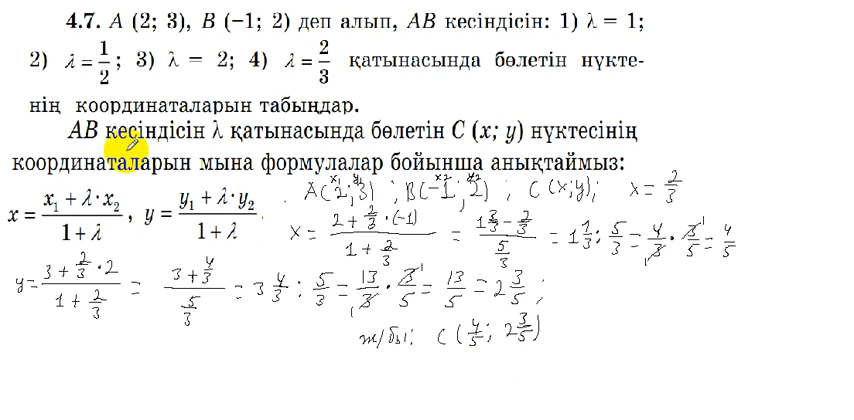 4.7. A (2; 3), B (−1; 2) деп алып, AB кесіндісін: 1) λ = 1;
2) λ = 1/2; 3) λ = 2; 4) λ = 2/3 қатынасында бөлетін нүкте-
нің координаталарын табыңдар.
AB кесіндісін λ қатынасында бөлетін C (x; y) нүктесінің
координаталарын мына формулалар бойынша анықтаймыз:
x = (x₁ + λ·x₂)/(1 + λ), y = (y₁ + λ·y₂)/(1 + λ).
x₁ y₁ x₂ y₂
A(2; 3); B(−1; 2); C(x; y); x = 2/3
x = (2 + 2/3 · (−1))/(1 + 2/3) = (1 3/3 − 2/3)/(5/3) = 1 1/3 : 5/3 = 4/3 · 3/5 = 4/5
y = (3 + 2/3 · 2)/(1 + 2/3) = (3 + 4/3)/(5/3) = 3 4/3 : 5/3 = 13/3 · 3/5 = 13/5 = 2 3/5;
ж/бы: C (4/5; 2 3/5)